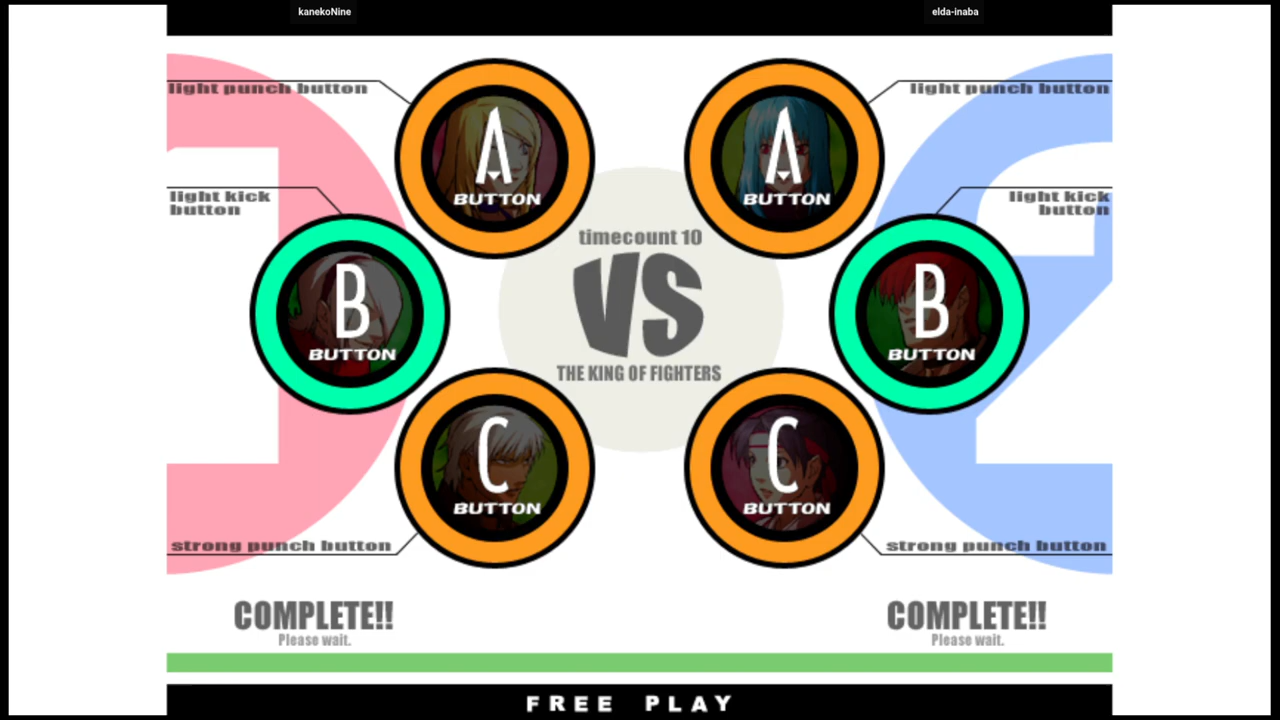 kanekoNine
elda-inaba
light punch button
light punch button
A
BUTTON
A
BUTTON
light kick
button
light kick
button
B
BUTTON
B
BUTTON
timecount 10
VS
THE KING OF FIGHTERS
C
BUTTON
C
BUTTON
strong punch button
strong punch button
1
2
COMPLETE!!
Please wait.
COMPLETE!!
Please wait.
FREE PLAY